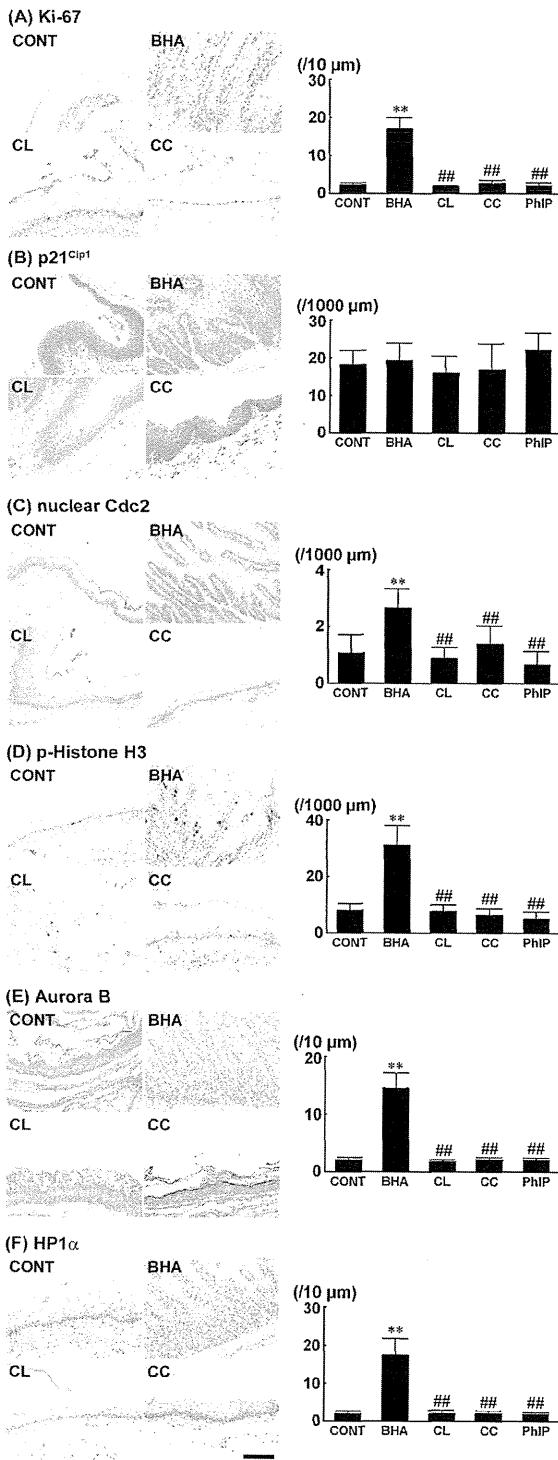 (A) Ki-67
CONT BHA
CL CC
(/10 µm)
30
20
10
0
** ## ## ##
CONT BHA CL CC PhIP
(B) p21Cip1
CONT BHA
CL CC
(/1000 µm)
30
20
10
0
CONT BHA CL CC PhIP
(C) nuclear Cdc2
CONT BHA
CL CC
(/1000 µm)
4
2
0
** ## ## ##
CONT BHA CL CC PhIP
(D) p-Histone H3
CONT BHA
CL CC
(/1000 µm)
40
20
0
** ## ## ##
CONT BHA CL CC PhIP
(E) Aurora B
CONT BHA
CL CC
(/10 µm)
20
10
0
** ## ## ##
CONT BHA CL CC PhIP
(F) HP1α
CONT BHA
CL CC
(/10 µm)
30
20
10
0
** ## ## ##
CONT BHA CL CC PhIP